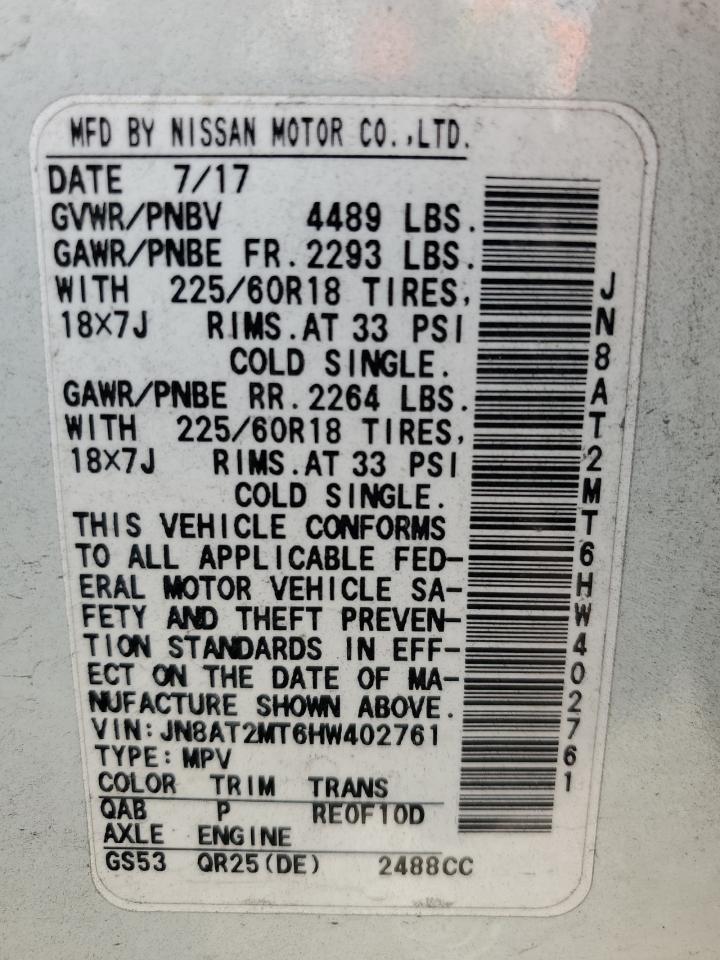 MFD BY NISSAN MOTOR CO.,LTD.
DATE 7/17
GVWR/PNBV 4489 LBS.
GAWR/PNBE FR.2293 LBS.
WITH 225/60R18 TIRES,
18X7J RIMS.AT 33 PSI
COLD SINGLE.
GAWR/PNBE RR.2264 LBS.
WITH 225/60R18 TIRES,
18X7J RIMS.AT 33 PSI
COLD SINGLE.
THIS VEHICLE CONFORMS
TO ALL APPLICABLE FED-
ERAL MOTOR VEHICLE SA-
FETY AND THEFT PREVEN-
TION STANDARDS IN EFF-
ECT ON THE DATE OF MA-
NUFACTURE SHOWN ABOVE.
VIN:JN8AT2MT6HW402761
TYPE:MPV
COLOR TRIM TRANS
QAB P RE0F10D
AXLE ENGINE
GS53 QR25(DE) 2488CC
JN8AT2MT6HW402761